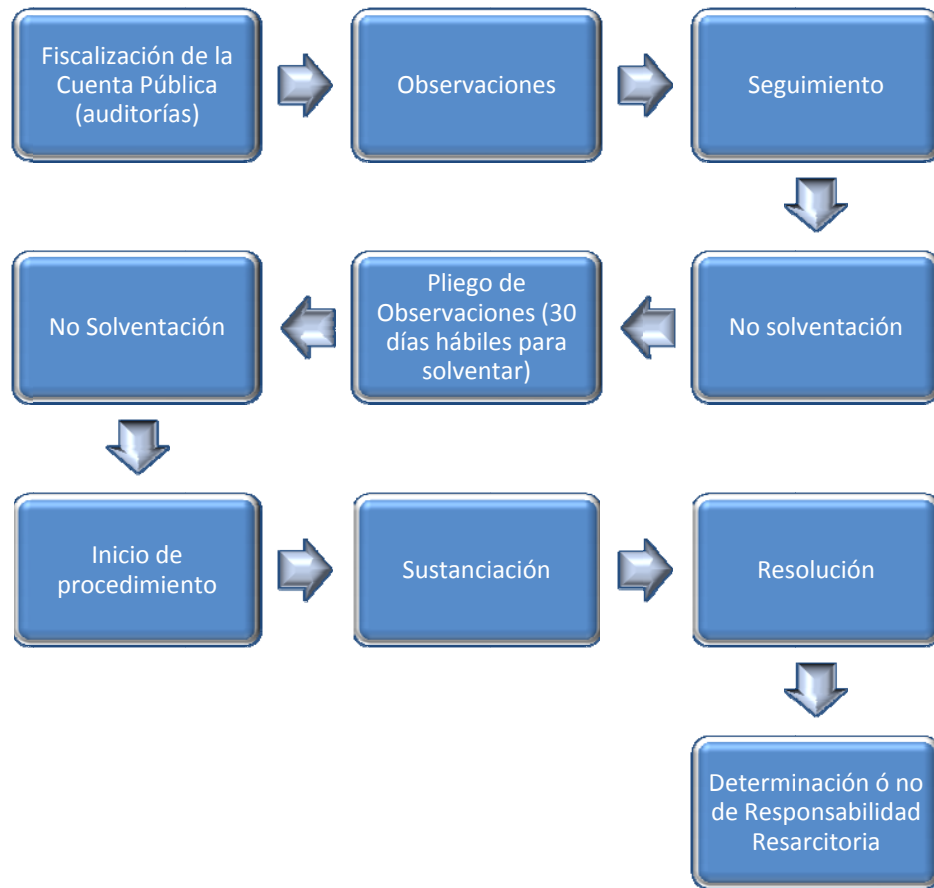 Fiscalización de la
Cuenta Pública
(auditorías)
Observaciones
Seguimiento
No solventación
Pliego de
Observaciones (30
días hábiles para
solventar)
No Solventación
Inicio de
procedimiento
Sustanciación
Resolución
Determinación ó no
de Responsabilidad
Resarcitoria